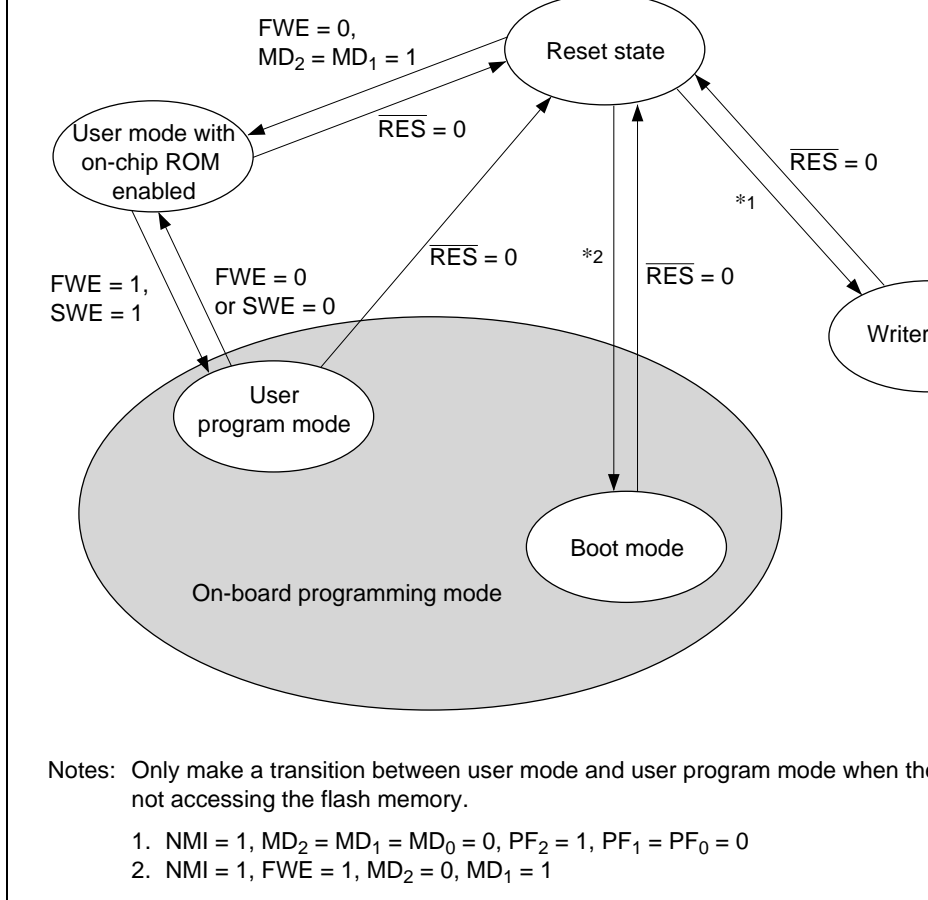 FWE = 0,
MD2 = MD1 = 1
Reset state
RES = 0
User mode with
on-chip ROM
enabled
RES = 0
*1
RES = 0
*2
RES = 0
FWE = 1,
SWE = 1
FWE = 0
or SWE = 0
Writer
User
program mode
Boot mode
On-board programming mode
Notes: Only make a transition between user mode and user program mode when the
not accessing the flash memory.
1. NMI = 1, MD2 = MD1 = MD0 = 0, PF2 = 1, PF1 = PF0 = 0
2. NMI = 1, FWE = 1, MD2 = 0, MD1 = 1